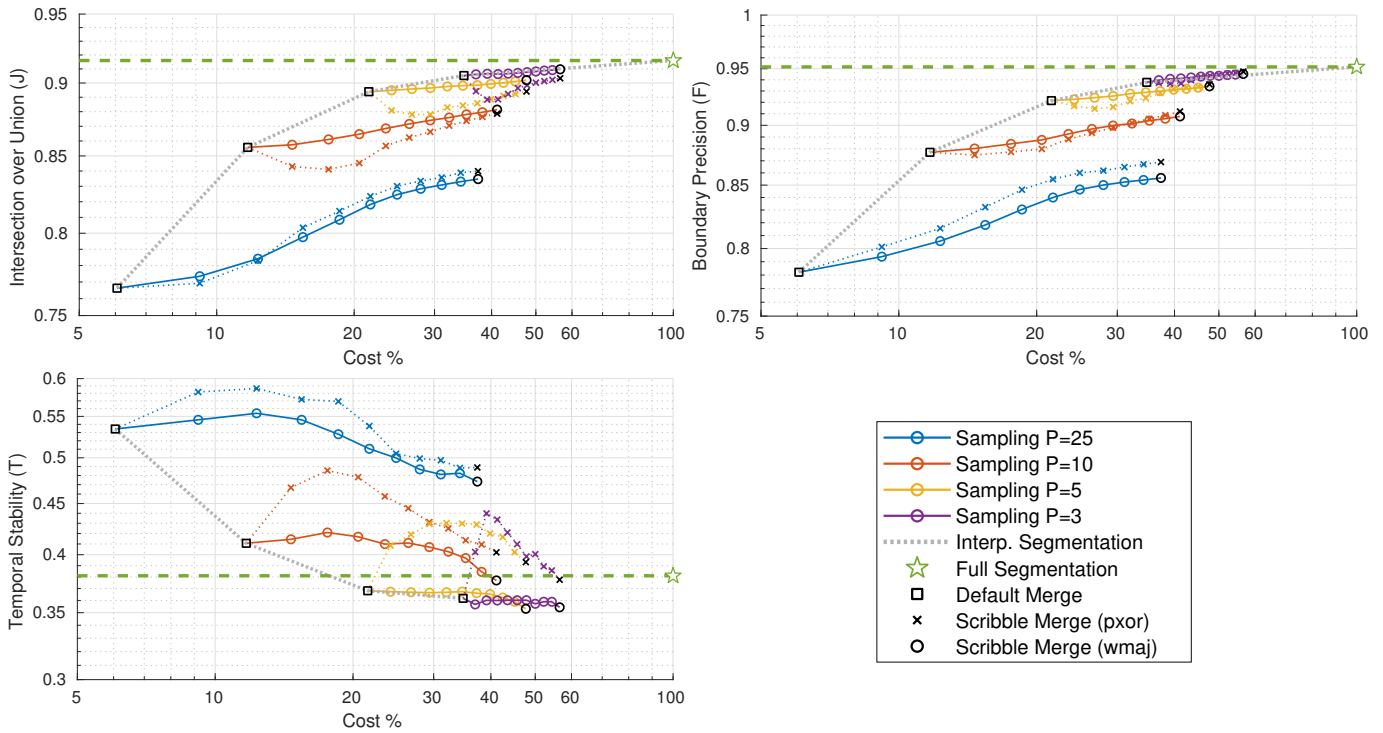 0.95
0.9
0.85
0.8
0.75
Intersection over Union (J)
5
10
20
30
40
50
60
100
Cost %
1
0.95
0.9
0.85
0.8
0.75
Boundary Precision (F)
5
10
20
30
40
50
60
100
Cost %
0.6
0.55
0.5
0.45
0.4
0.35
0.3
Temporal Stability (T)
5
10
20
30
40
50
60
100
Cost %
Sampling P=25
Sampling P=10
Sampling P=5
Sampling P=3
Interp. Segmentation
Full Segmentation
Default Merge
Scribble Merge (pxor)
Scribble Merge (wmaj)